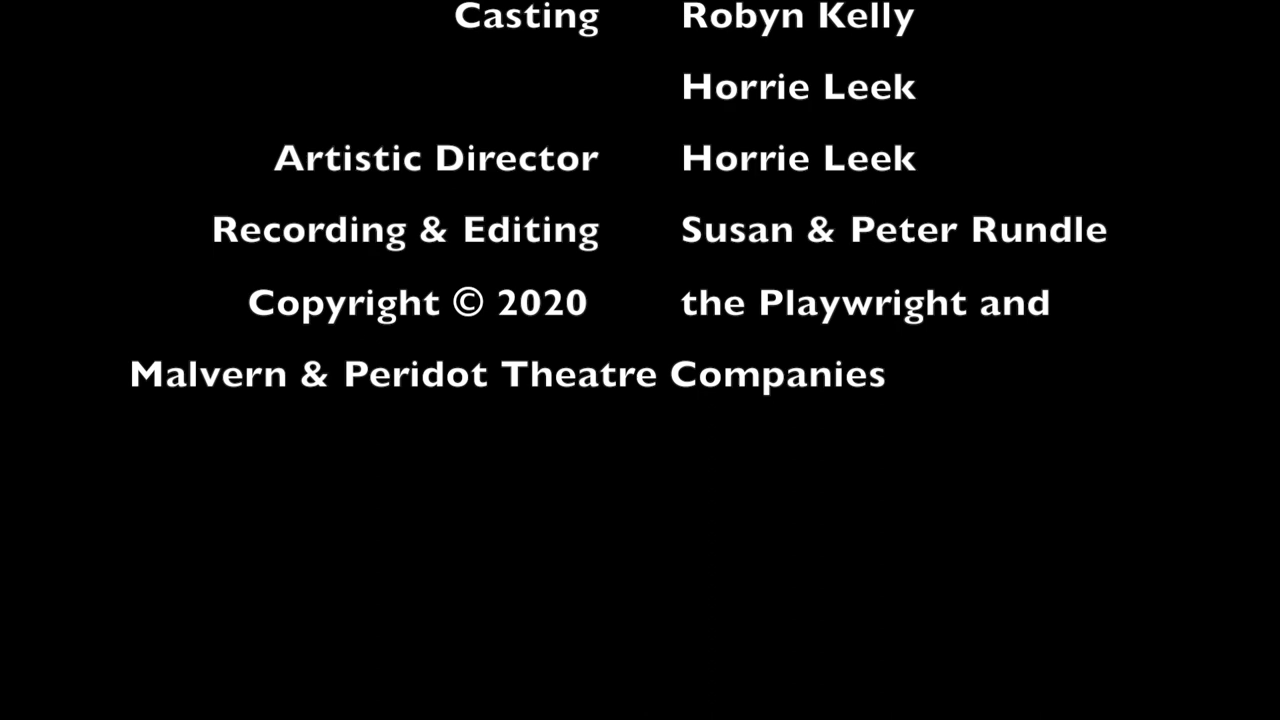 Casting Robyn Kelly
Horrie Leek
Artistic Director Horrie Leek
Recording & Editing Susan & Peter Rundle
Copyright © 2020 the Playwright and
Malvern & Peridot Theatre Companies